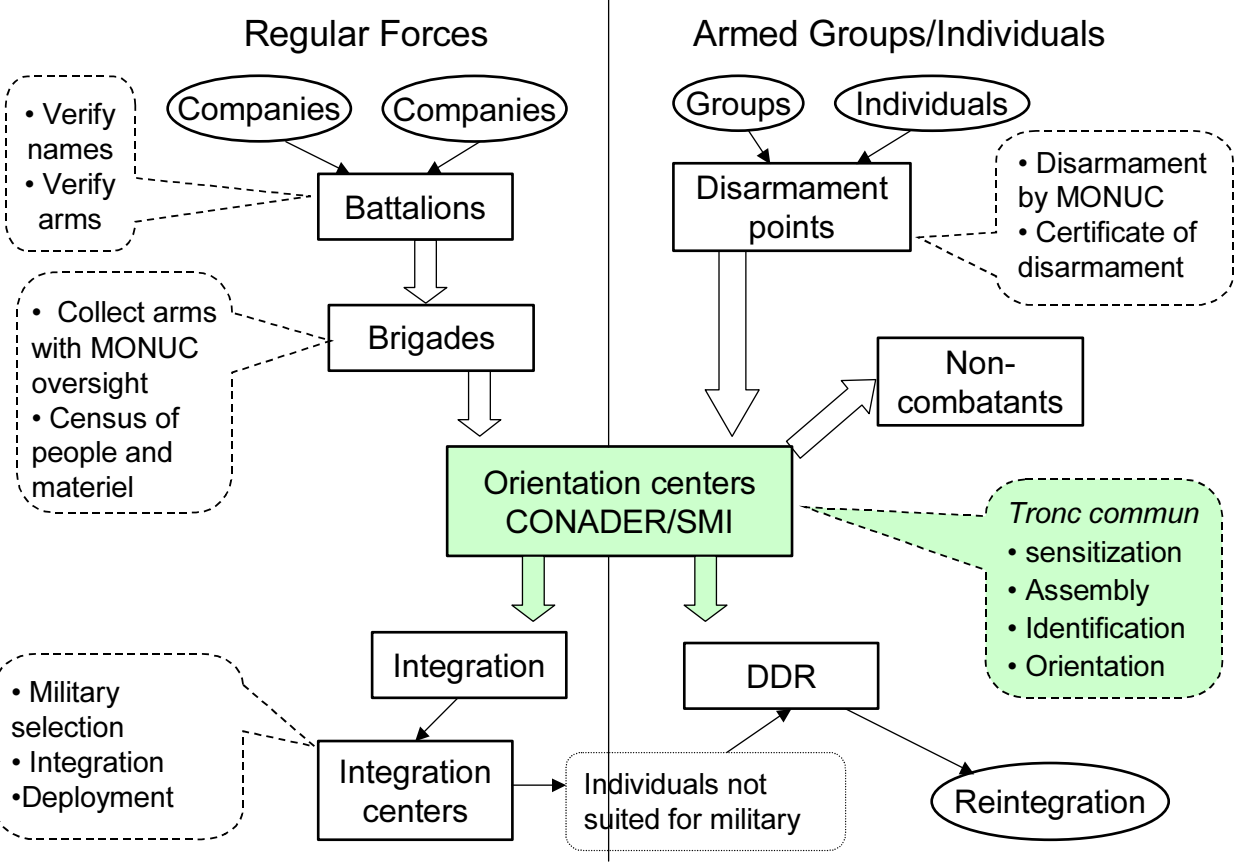 Regular Forces
Armed Groups/Individuals
Companies
Companies
Groups
Individuals
• Verify
names
• Verify
arms
Battalions
Disarmament
points
• Disarmament
by MONUC
• Certificate of
disarmament
• Collect arms
with MONUC
oversight
• Census of
people and
materiel
Brigades
Non-
combatants
Orientation centers
CONADER/SMI
Tronc commun
• sensitization
• Assembly
• Identification
• Orientation
Integration
DDR
• Military
selection
• Integration
•Deployment
Integration
centers
Individuals not
suited for military
Reintegration